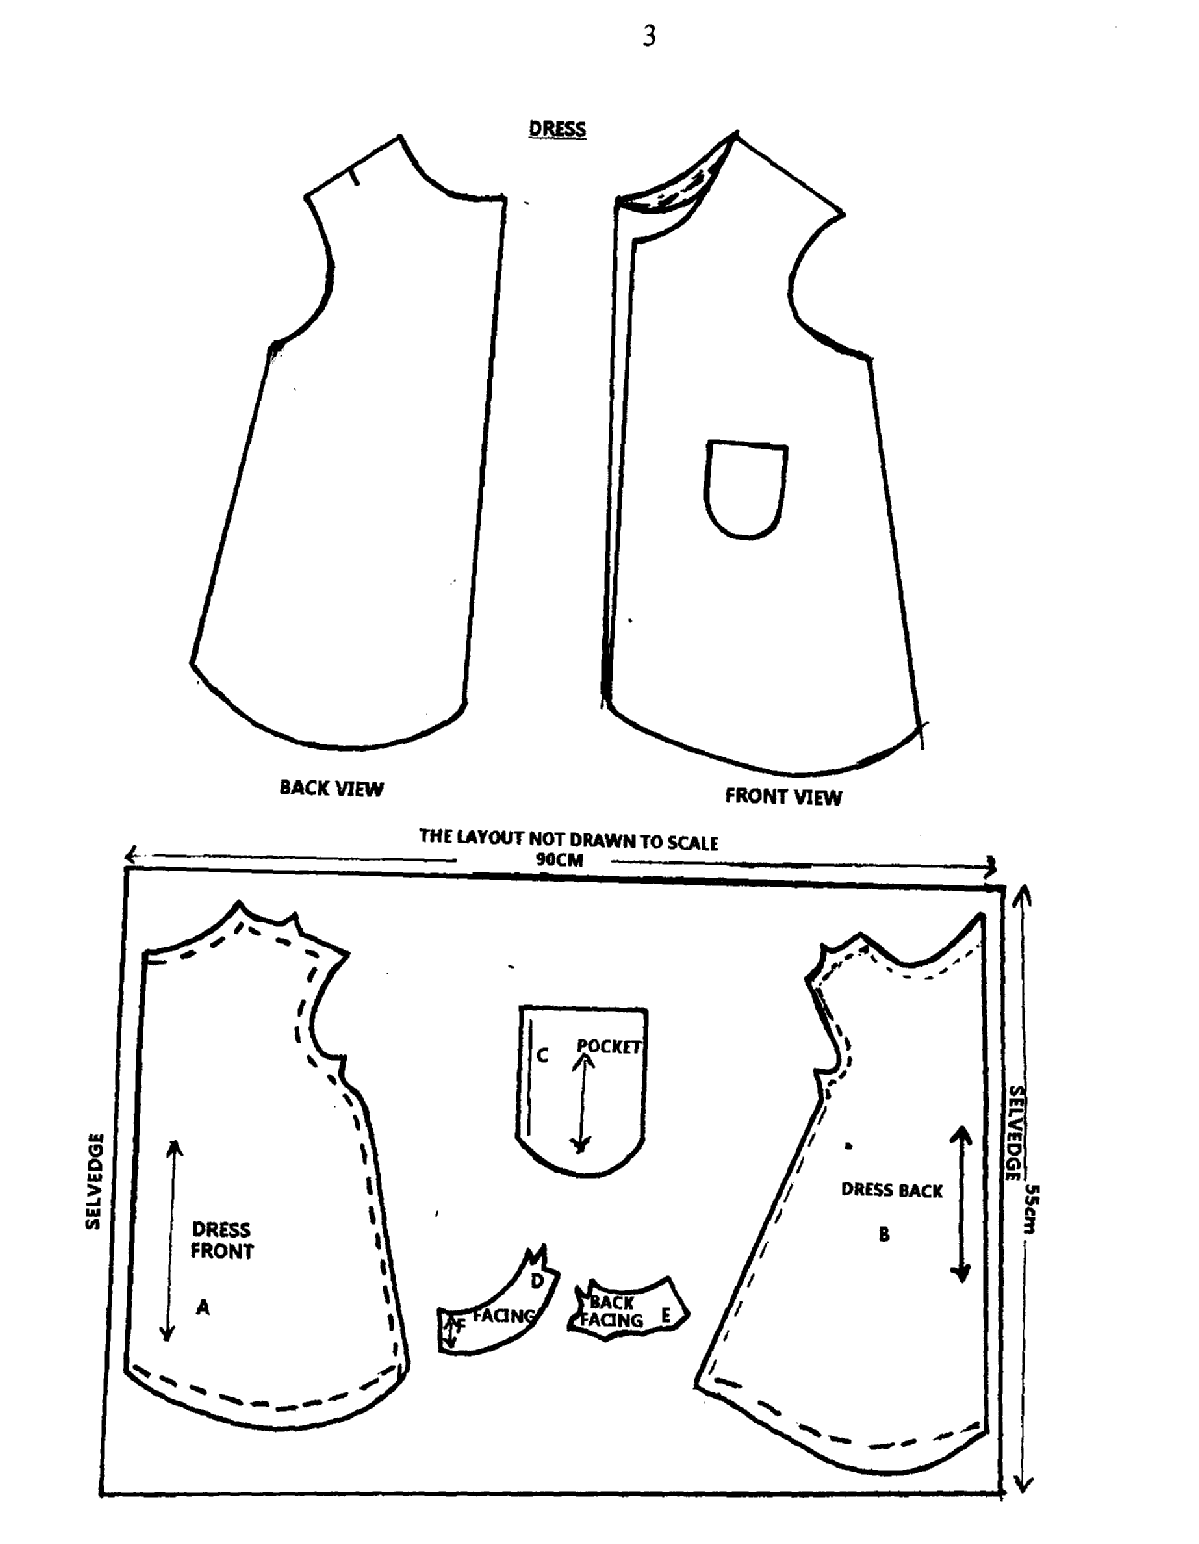 3
DRESS
BACK VIEW
FRONT VIEW
THE LAYOUT NOT DRAWN TO SCALE
90CM
SELVEDGE
SELVEDGE
55cm
C
POCKET
DRESS
FRONT
A
DRESS BACK
B
D
FACING
F
BACK
FACING
E